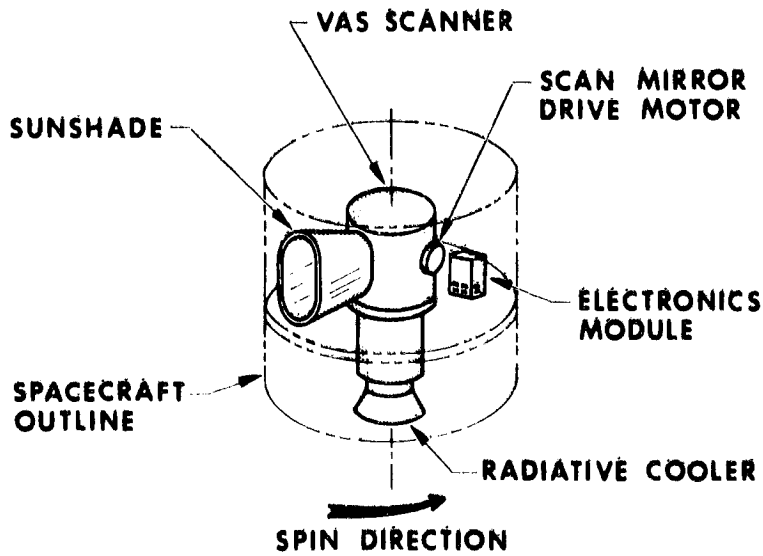 VAS SCANNER
SCAN MIRROR
DRIVE MOTOR
SUNSHADE
ELECTRONICS
MODULE
SPACECRAFT
OUTLINE
RADIATIVE COOLER
SPIN DIRECTION